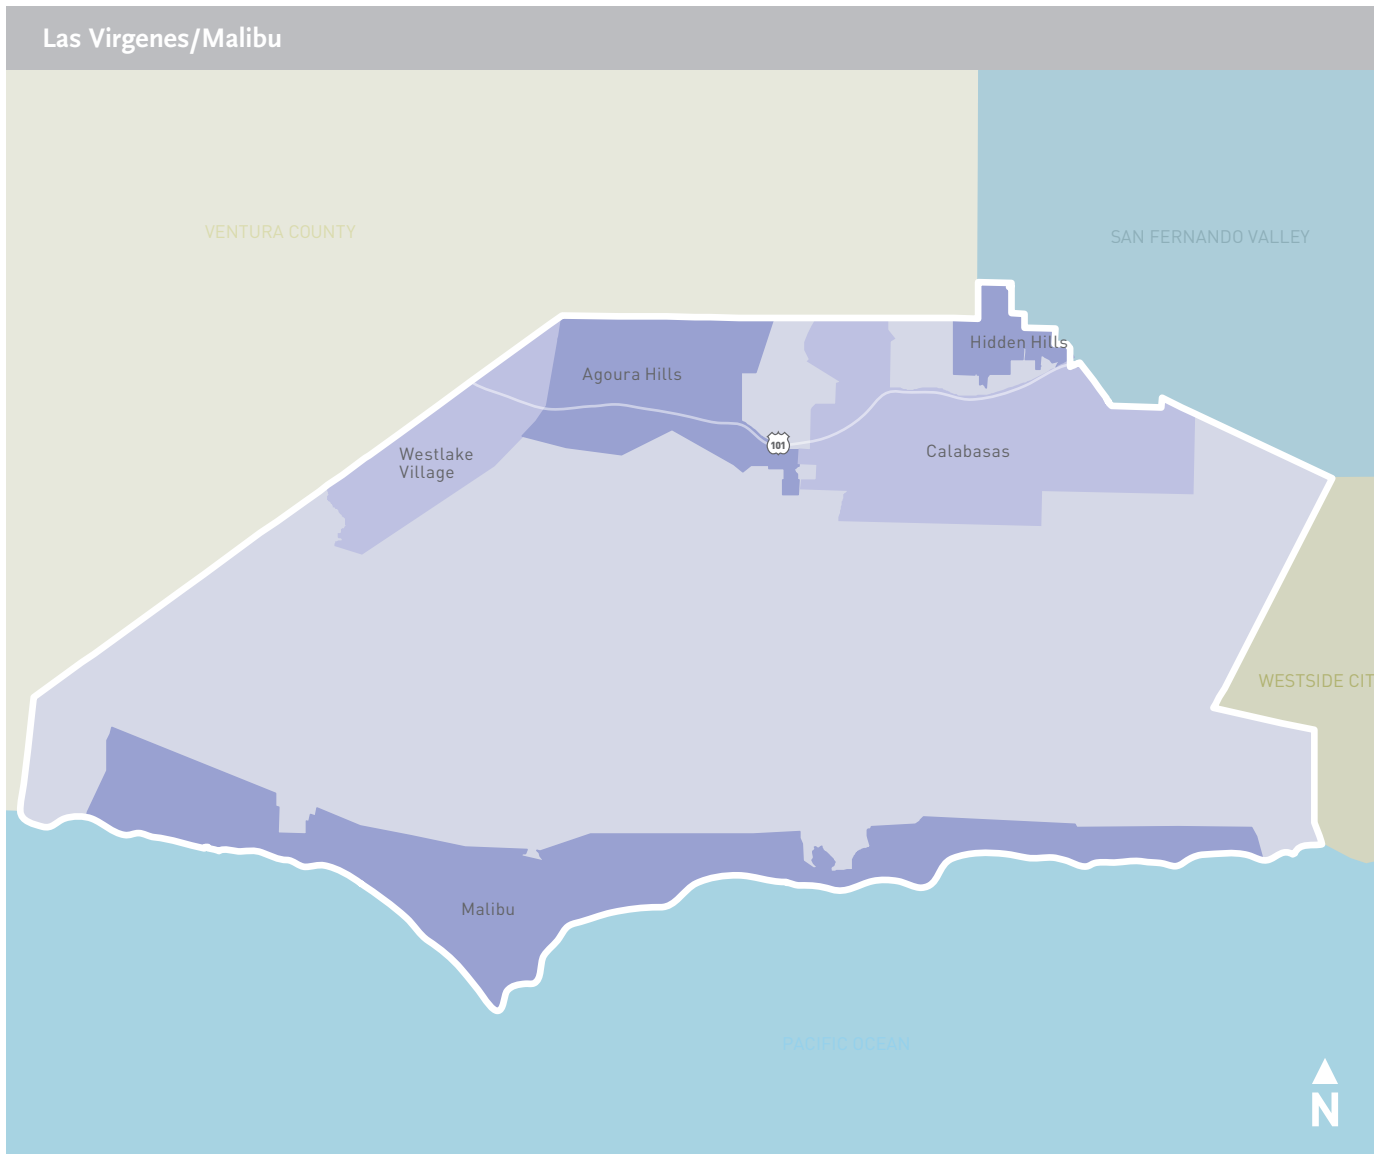 Las Virgenes/Malibu
VENTURA COUNTY
SAN FERNANDO VALLEY
Hidden Hills
Agoura Hills
101
Calabasas
Westlake
Village
WESTSIDE CIT
Malibu
PACIFIC OCEAN
N